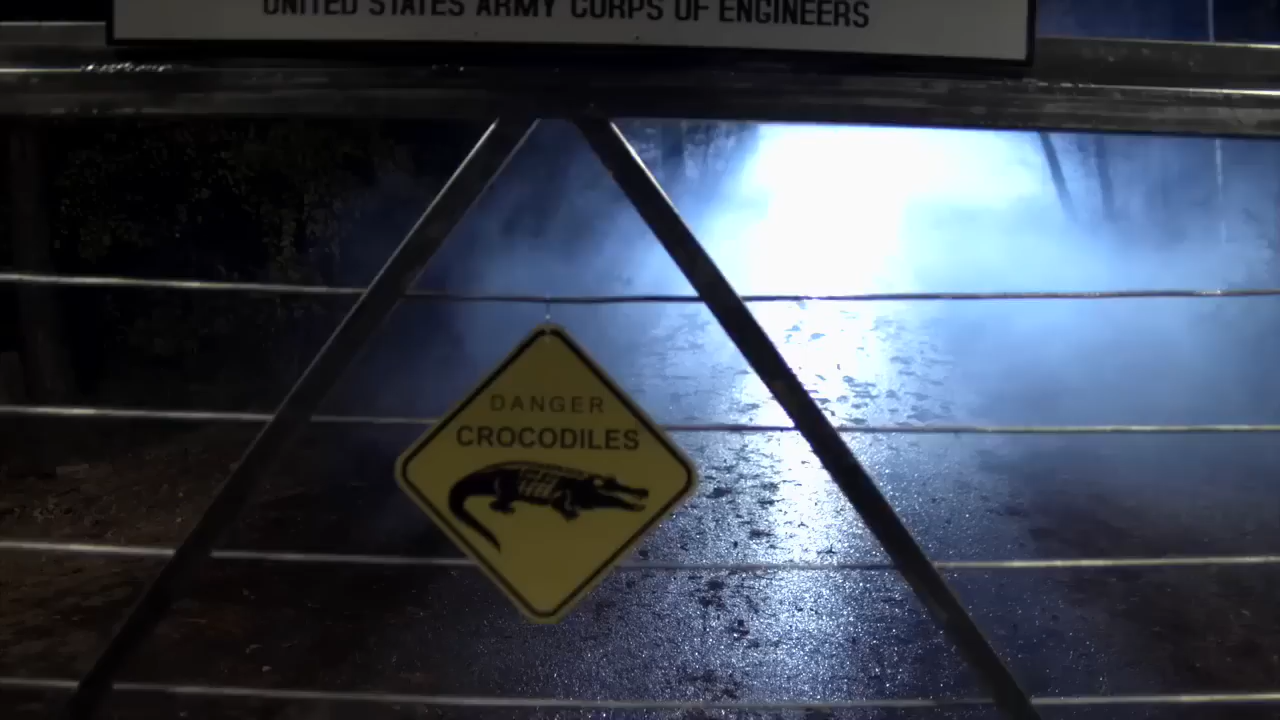 UNITED STATES ARMY CORPS OF ENGINEERS
DANGER
CROCODILES